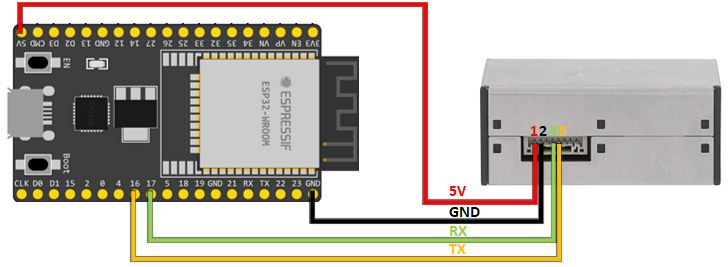 5V CMD D3 D2 13 GND 12 14 27 26 25 33 32 35 34 VN VP EN 3V3
EN
ESPRESSIF
ESP32-WROOM
Boot
CLK D0 D1 15 2 0 4 16 17 5 18 19 GND 21 RX TX 22 23 GND
1 2 4 5
5V
GND
RX
TX